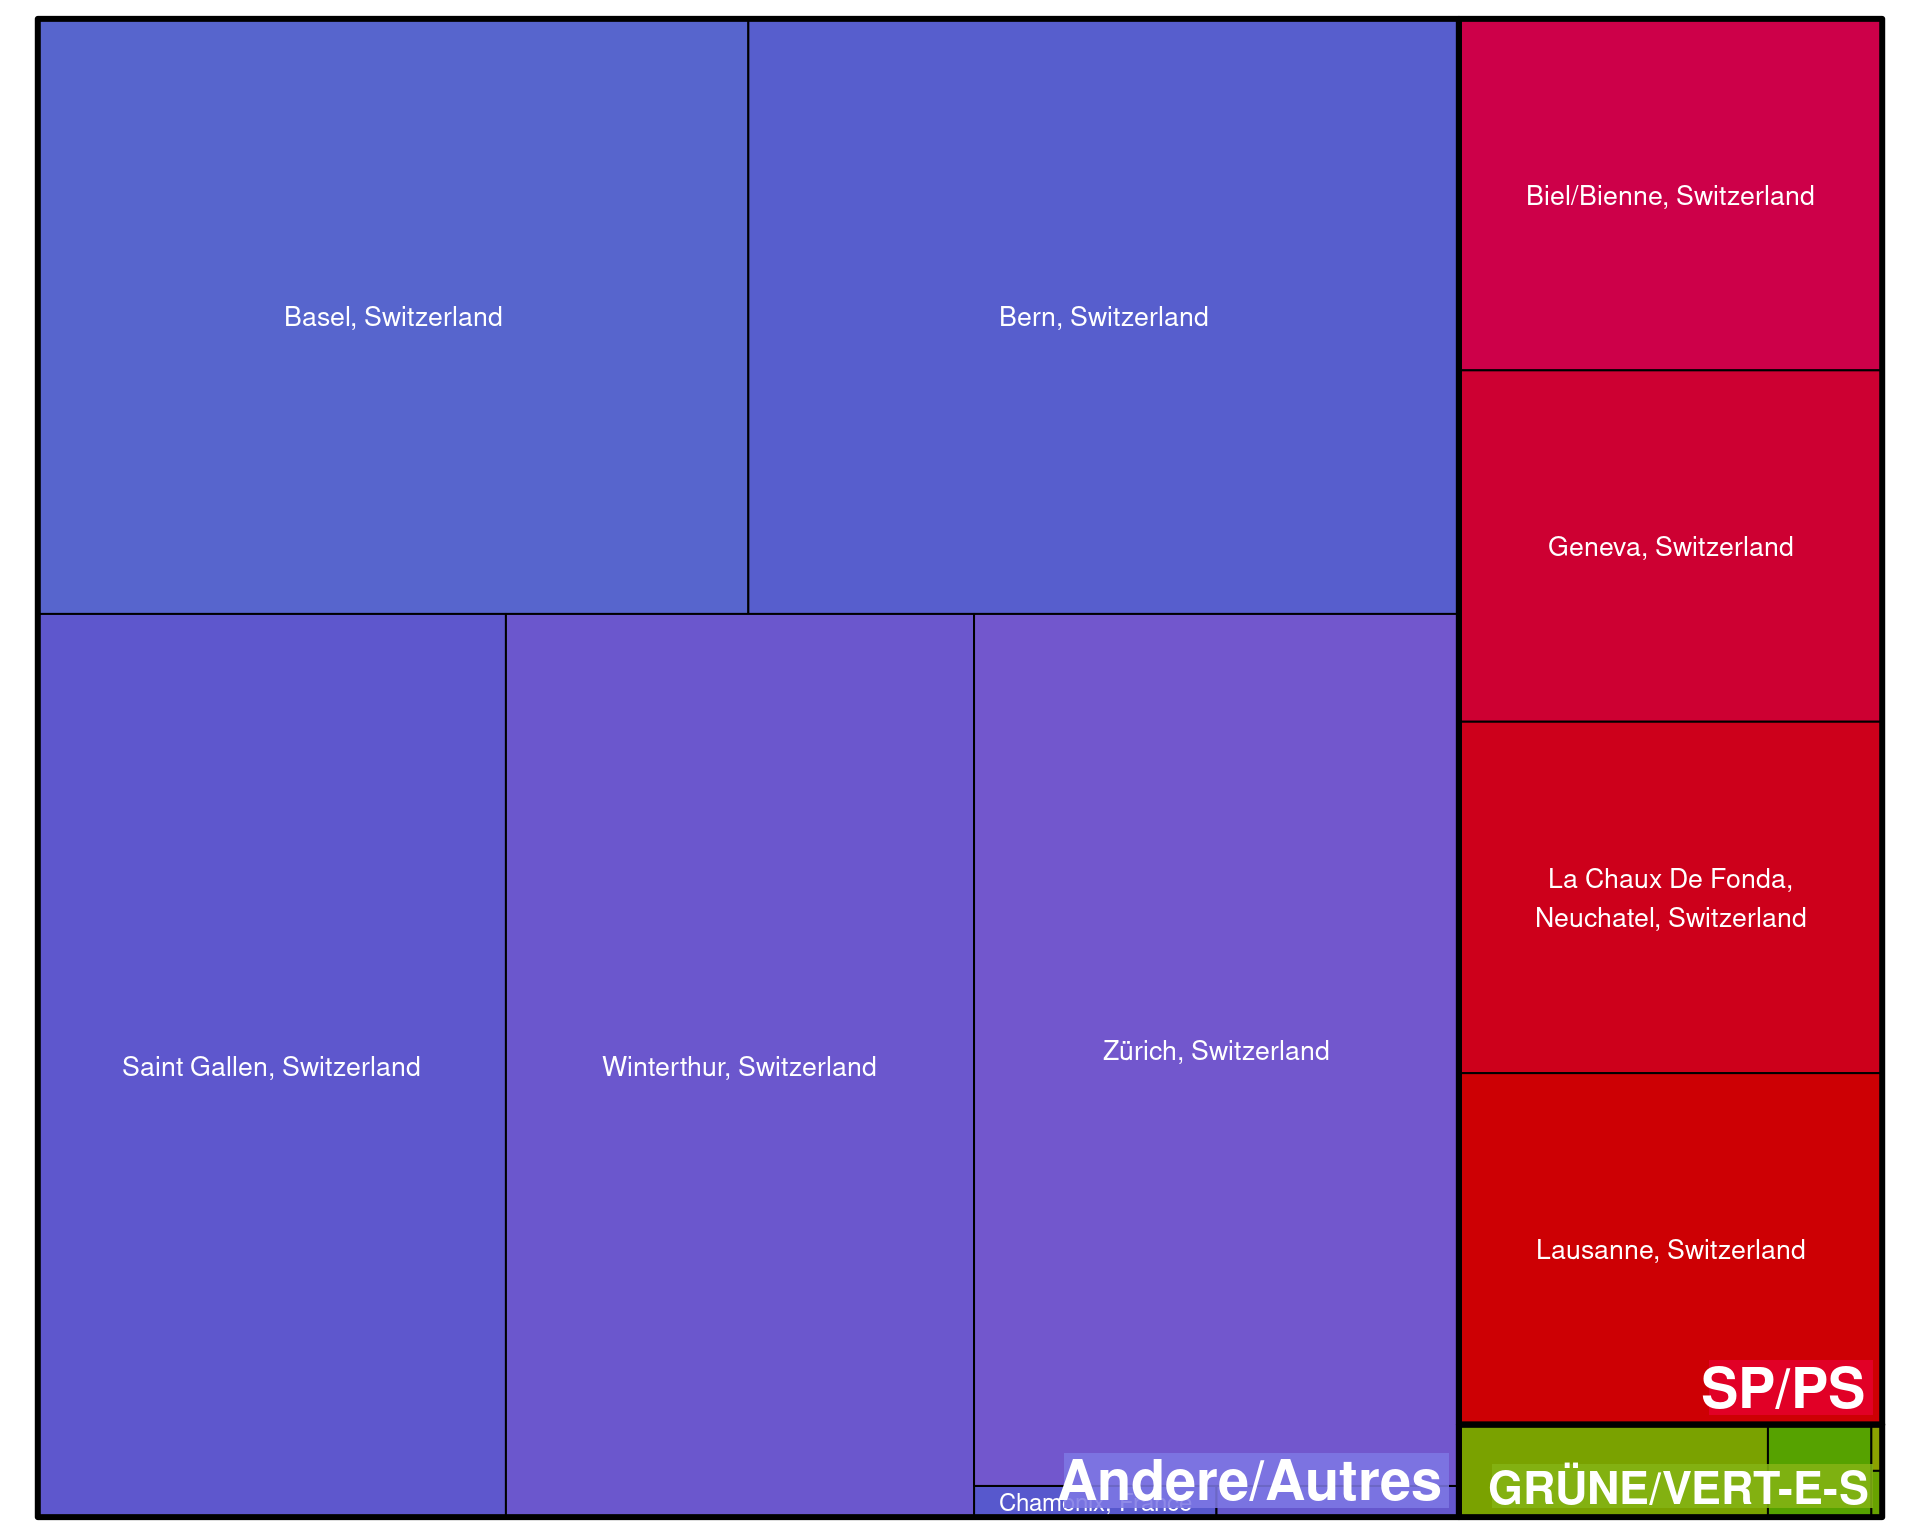 Basel, Switzerland
Bern, Switzerland
Biel/Bienne, Switzerland
Geneva, Switzerland
La Chaux De Fonda,
Neuchatel, Switzerland
Saint Gallen, Switzerland
Winterthur, Switzerland
Zürich, Switzerland
Lausanne, Switzerland
SP/PS
Andere/Autres
GRÜNE/VERT-E-S
Chamonix, France